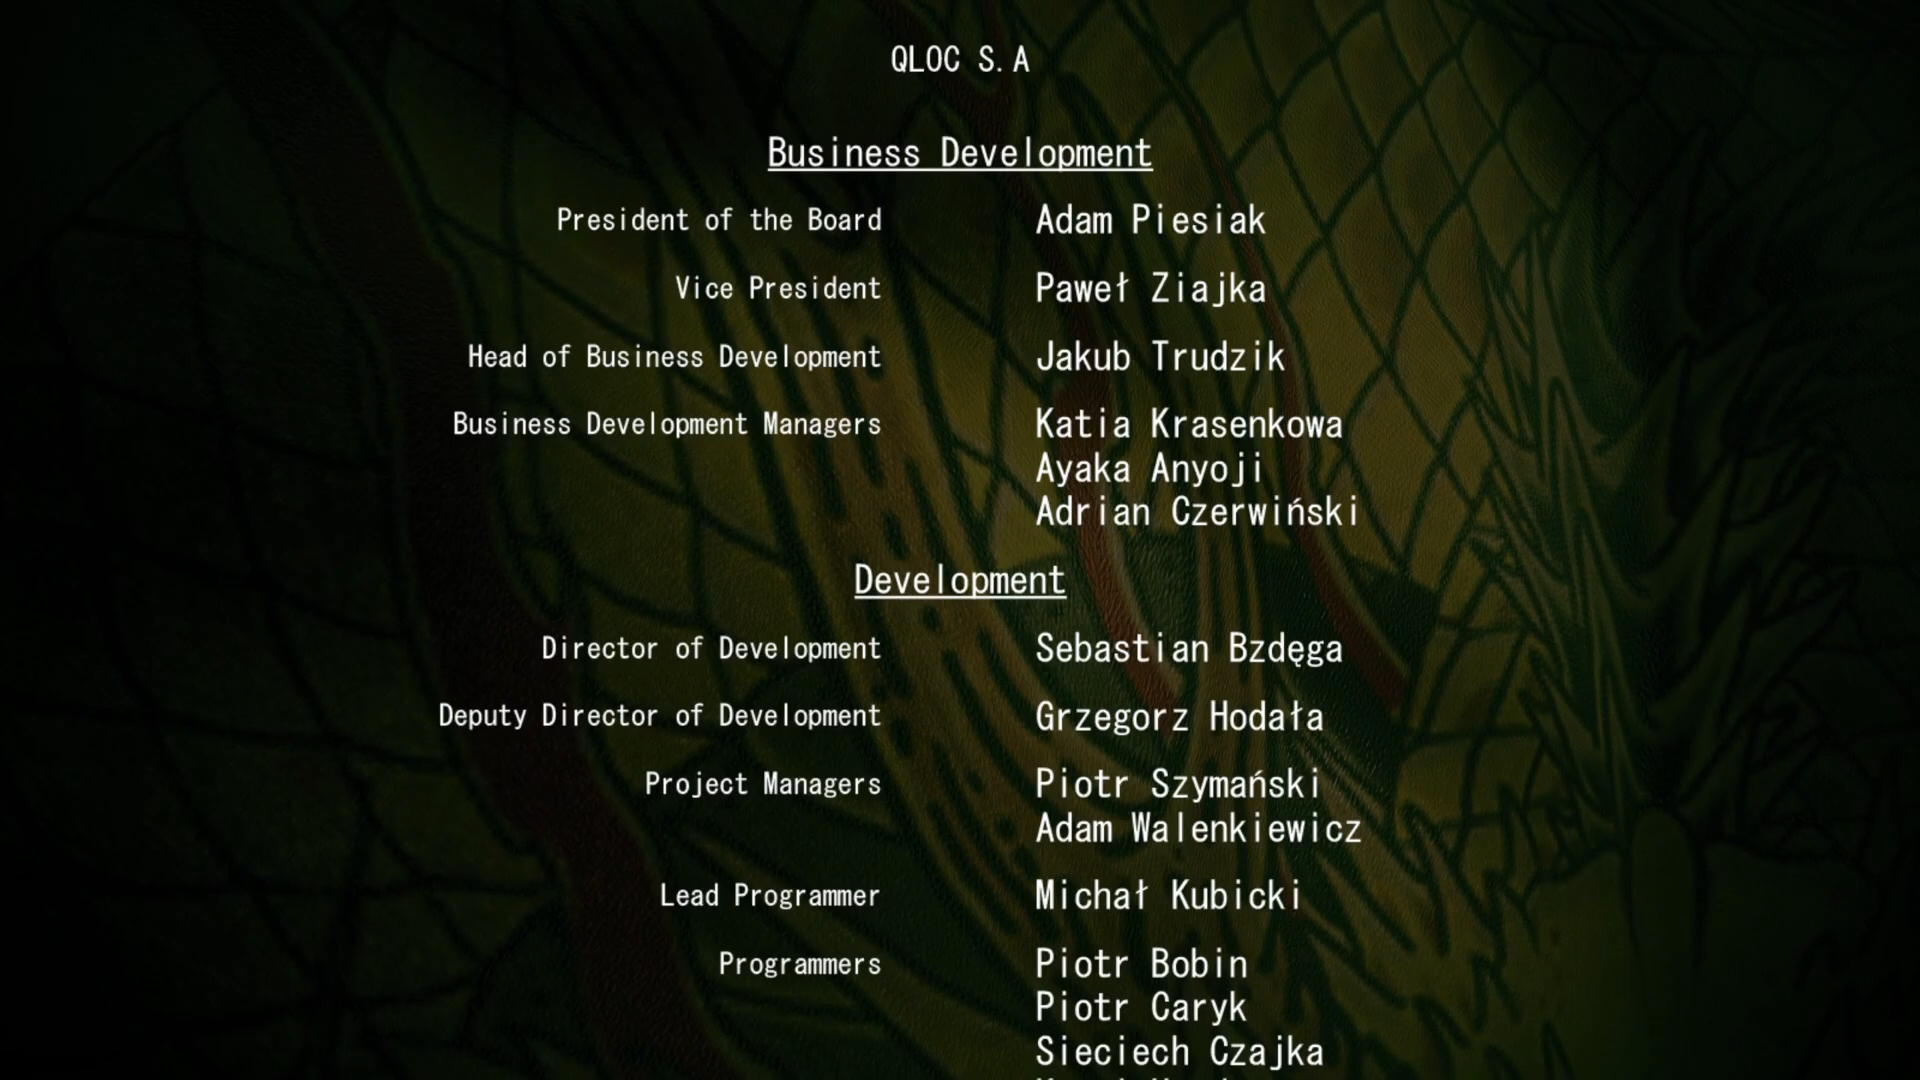 QLOC S.A
Business Development
President of the Board Adam Piesiak
Vice President Paweł Ziajka
Head of Business Development Jakub Trudzik
Business Development Managers Katia Krasenkowa
Ayaka Anyoji
Adrian Czerwiński
Development
Director of Development Sebastian Bzdęga
Deputy Director of Development Grzegorz Hodała
Project Managers Piotr Szymański
Adam Walenkiewicz
Lead Programmer Michał Kubicki
Programmers Piotr Bobin
Piotr Caryk
Sieciech Czajka